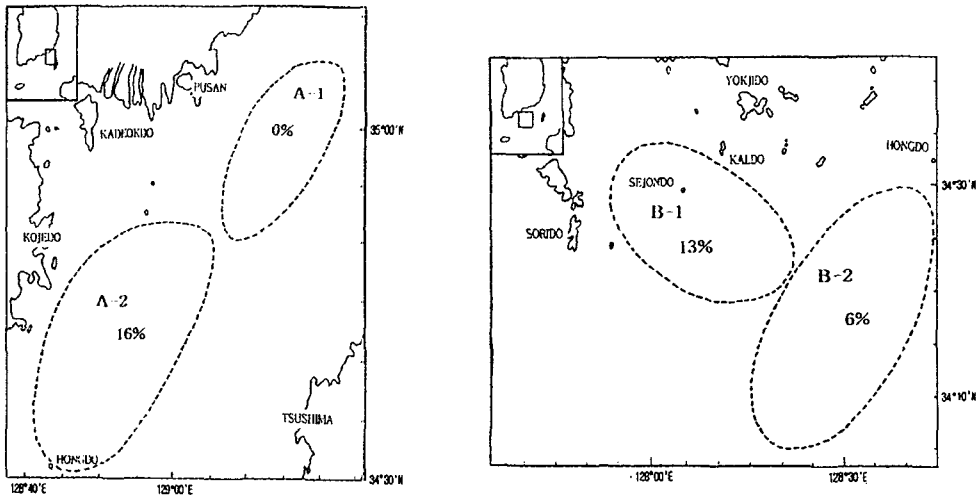 PUSAN
KADEOKDO
A-1
0%
35°00'N
KOJEDO
A-2
16%
TSUSHIMA
HONGDO
34°30'N
128°40'E
129°00'E
YOKJIDO
HONGDO
KALDO
34°30'N
SEJONDO
B-1
SORIDO
13%
B-2
6%
34°10'N
128°00'E
128°30'E